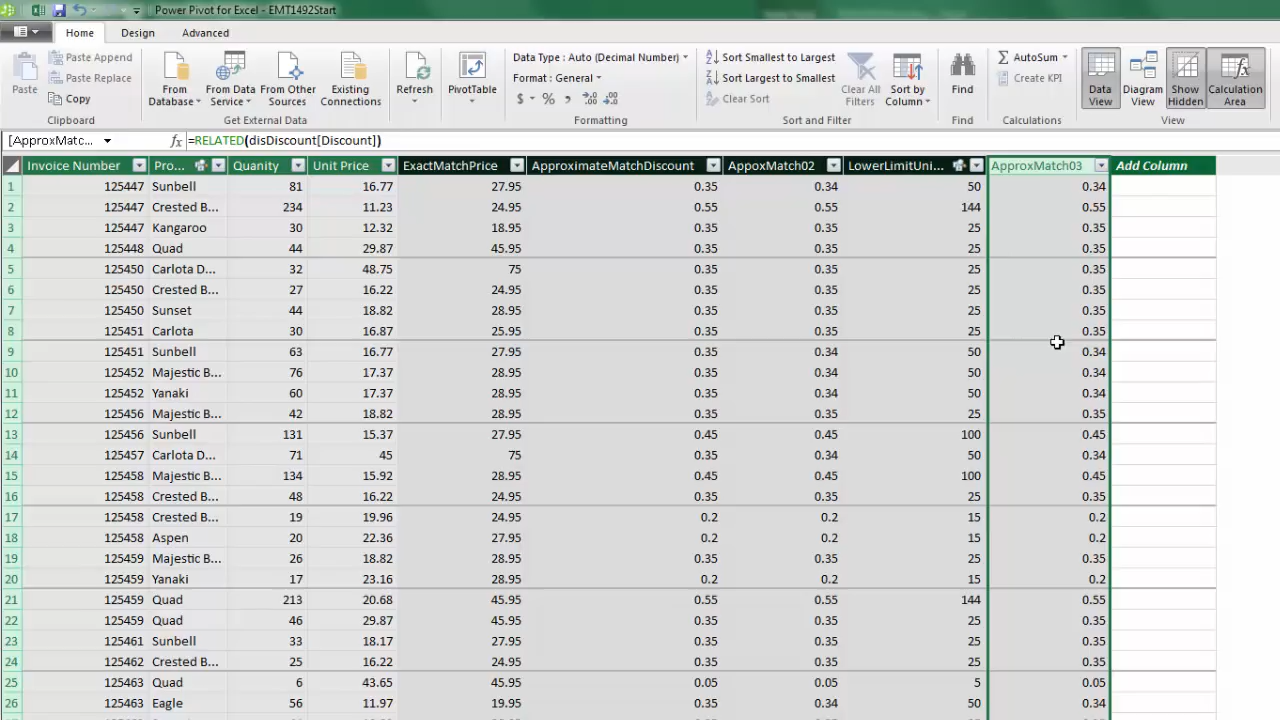 Power Pivot for Excel - EMT1492Start
Home Design Advanced
Paste
Paste Append
Paste Replace
Copy
Clipboard
From Database
From Data Service
From Other Sources
Existing Connections
Get External Data
Refresh
PivotTable
Data Type : Auto (Decimal Number)
Format : General
$ % , .00 .0
Formatting
Sort Smallest to Largest
Sort Largest to Smallest
Clear Sort
Clear All Filters
Sort by Column
Sort and Filter
Find
Find
AutoSum
Create KPI
Calculations
Data View
Diagram View
Show Hidden
Calculation Area
View
[ApproxMatc... fx =RELATED(disDiscount[Discount])
Invoice Number Pro... Quanity Unit Price ExactMatchPrice ApproximateMatchDiscount AppoxMatch02 LowerLimitUni... ApproxMatch03 Add Column
1 125447 Sunbell 81 16.77 27.95 0.35 0.34 50 0.34
2 125447 Crested B... 234 11.23 24.95 0.55 0.55 144 0.55
3 125447 Kangaroo 30 12.32 18.95 0.35 0.35 25 0.35
4 125448 Quad 44 29.87 45.95 0.35 0.35 25 0.35
5 125450 Carlota D... 32 48.75 75 0.35 0.35 25 0.35
6 125450 Crested B... 27 16.22 24.95 0.35 0.35 25 0.35
7 125450 Sunset 44 18.82 28.95 0.35 0.35 25 0.35
8 125451 Carlota 30 16.87 25.95 0.35 0.35 25 0.35
9 125451 Sunbell 63 16.77 27.95 0.35 0.34 50 0.34
10 125452 Majestic B... 76 17.37 28.95 0.35 0.34 50 0.34
11 125452 Yanaki 60 17.37 28.95 0.35 0.34 50 0.34
12 125456 Majestic B... 42 18.82 28.95 0.35 0.35 25 0.35
13 125456 Sunbell 131 15.37 27.95 0.45 0.45 100 0.45
14 125457 Carlota D... 71 45 75 0.35 0.34 50 0.34
15 125458 Majestic B... 134 15.92 28.95 0.45 0.45 100 0.45
16 125458 Crested B... 48 16.22 24.95 0.35 0.35 25 0.35
17 125458 Crested B... 19 19.96 24.95 0.2 0.2 15 0.2
18 125458 Aspen 20 22.36 27.95 0.2 0.2 15 0.2
19 125459 Majestic B... 26 18.82 28.95 0.35 0.35 25 0.35
20 125459 Yanaki 17 23.16 28.95 0.2 0.2 15 0.2
21 125459 Quad 213 20.68 45.95 0.55 0.55 144 0.55
22 125459 Quad 46 29.87 45.95 0.35 0.35 25 0.35
23 125461 Sunbell 33 18.17 27.95 0.35 0.35 25 0.35
24 125462 Crested B... 25 16.22 24.95 0.35 0.35 25 0.35
25 125463 Quad 6 43.65 45.95 0.05 0.05 5 0.05
26 125463 Eagle 56 11.97 19.95 0.35 0.34 50 0.34